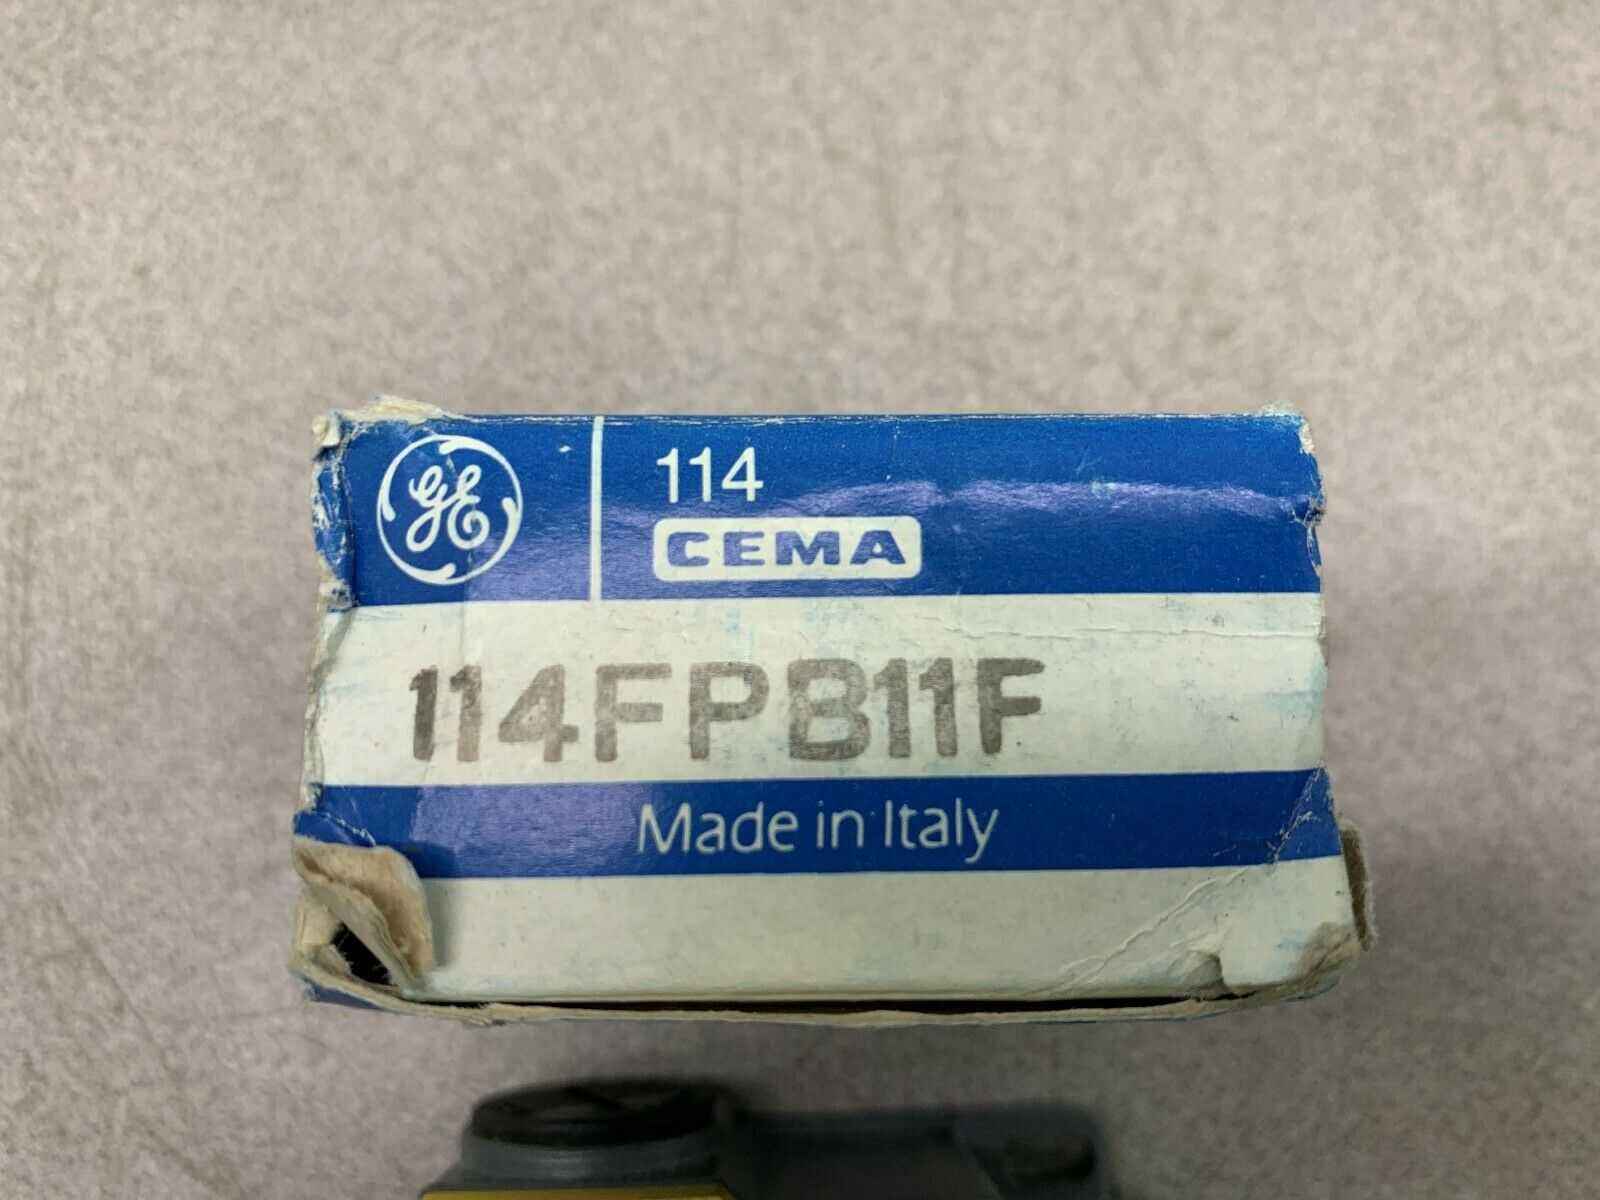 GE
114
CEMA
114FPB11F
Made in Italy